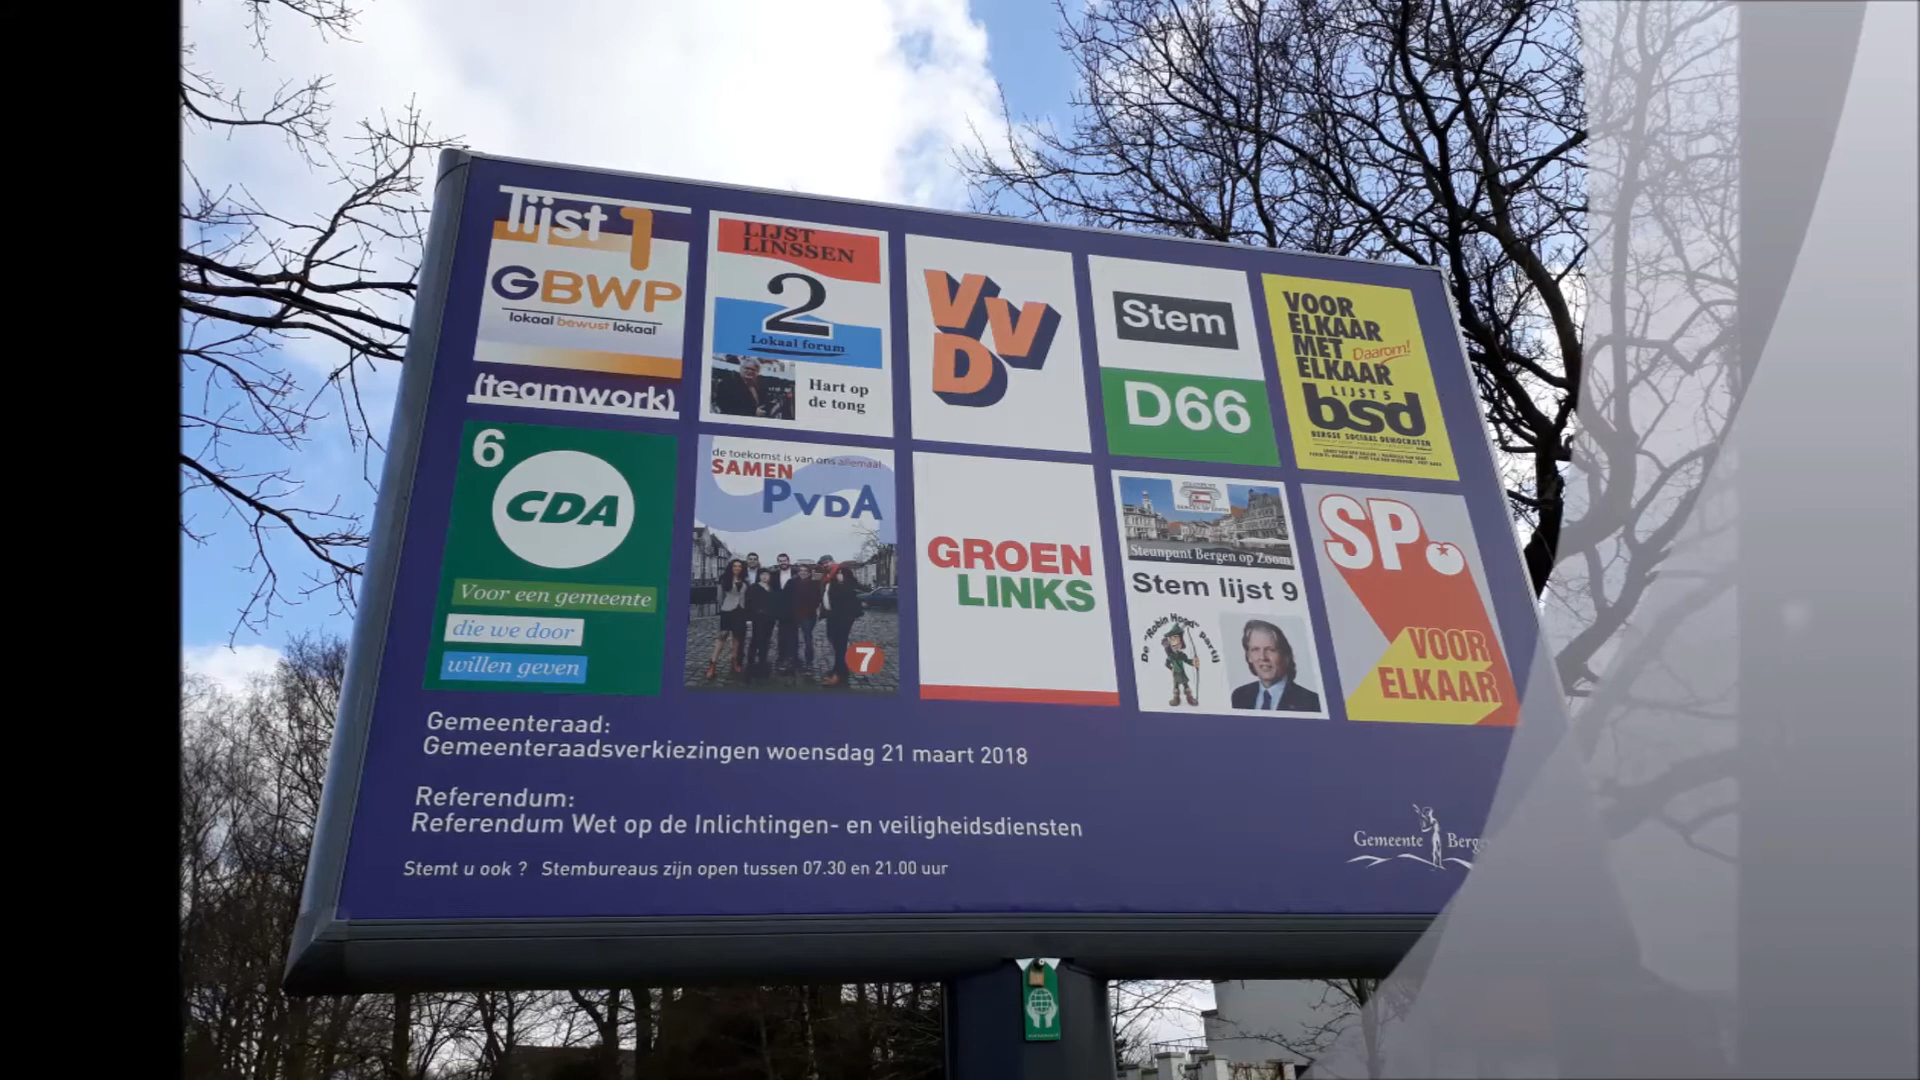 lijst 1
GBWP
lokaal bewust lokaal
(teamwork)
LIJST
LINSSEN
2
Lokaal forum
Hart op
de tong
VVD
Stem
D66
VOOR
ELKAAR
MET
ELKAAR
Daarom!
LIJST 5
bsd
BERGSE SOCIAAL DEMOCRATEN
6
CDA
Voor een gemeente
die we door
willen geven
de toekomst is van ons allemaal
SAMEN
PVDA
7
GROEN
LINKS
Steunpunt Bergen op Zoom
Stem lijst 9
De "Robin Hood" partij
SP.
VOOR
ELKAAR
Gemeenteraad:
Gemeenteraadsverkiezingen woensdag 21 maart 2018
Referendum:
Referendum Wet op de Inlichtingen- en veiligheidsdiensten
Stemt u ook ? Stembureaus zijn open tussen 07.30 en 21.00 uur
Gemeente